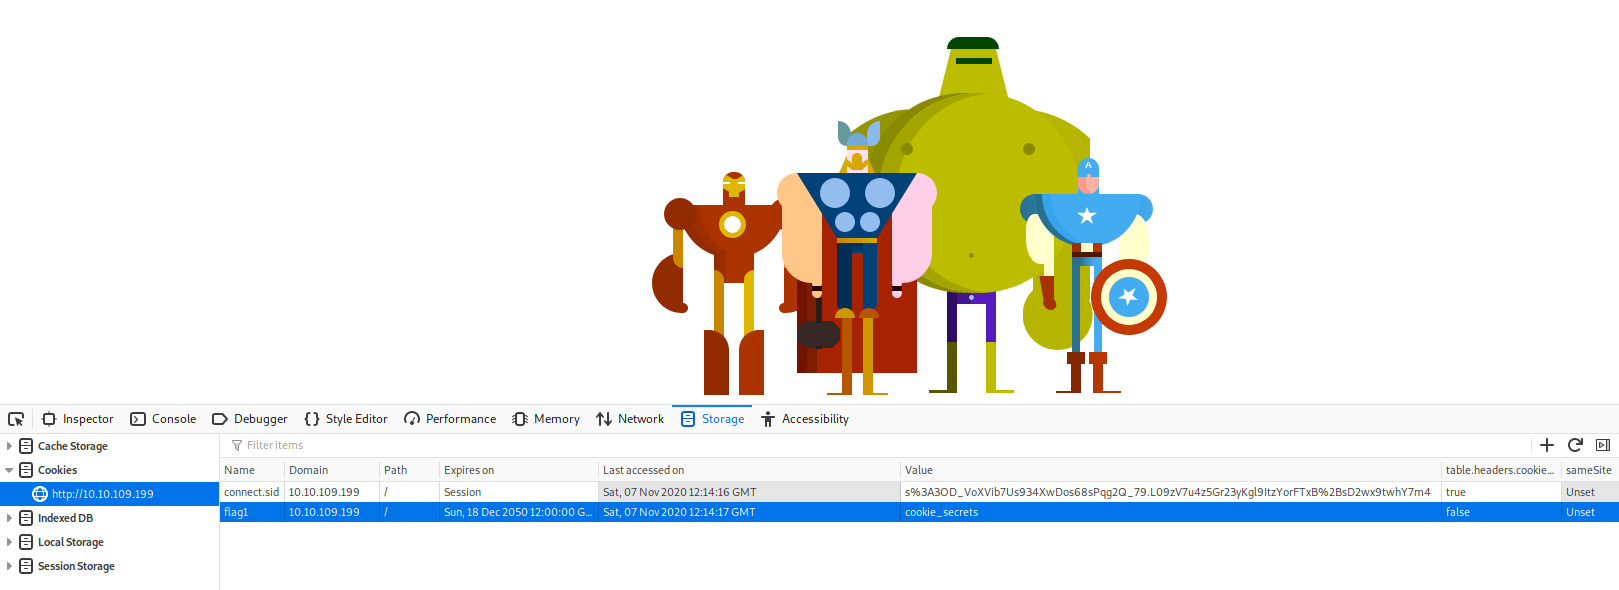 A
Inspector Console Debugger Style Editor Performance Memory Network Storage Accessibility
Cache Storage
Filter items
Cookies
Name Domain Path Expires on Last accessed on Value table.headers.cookie... sameSite
http://10.10.109.199
connect.sid 10.10.109.199 / Session Sat, 07 Nov 2020 12:14:16 GMT s%3A3OD_VoXVib7Us934XwDos68sPqg2Q_79.L09zV7u4z5Gr23yKgl9ItzYorFTxB%2BsD2wx9twhY7m4 true Unset
Indexed DB
flag1 10.10.109.199 / Sun, 18 Dec 2050 12:00:00 G... Sat, 07 Nov 2020 12:14:17 GMT cookie_secrets false Unset
Local Storage
Session Storage